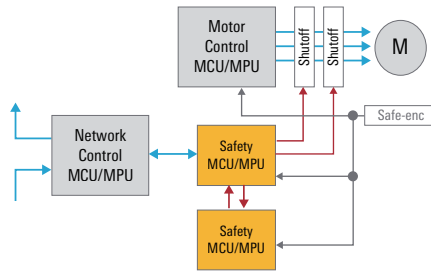 Motor
Control
MCU/MPU
Shutoff
Shutoff
M
Safe-enc
Network
Control
MCU/MPU
Safety
MCU/MPU
Safety
MCU/MPU